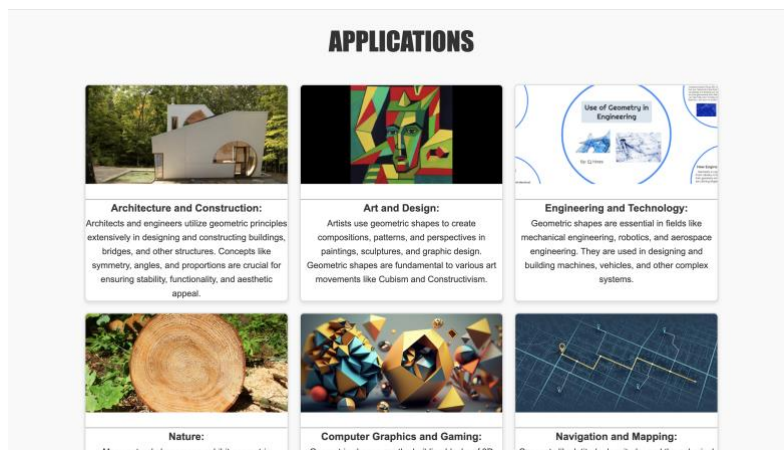 APPLICATIONS
Use of Geometry in
Engineering
Architecture and Construction:
Architects and engineers utilize geometric principles
extensively in designing and constructing buildings,
bridges, and other structures. Concepts like
symmetry, angles, and proportions are crucial for
ensuring stability, functionality, and aesthetic
appeal.
Art and Design:
Artists use geometric shapes to create
compositions, patterns, and perspectives in
paintings, sculptures, and graphic design.
Geometric shapes are fundamental to various art
movements like Cubism and Constructivism.
Engineering and Technology:
Geometric shapes are essential in fields like
mechanical engineering, robotics, and aerospace
engineering. They are used in designing and
building machines, vehicles, and other complex
systems.
Nature:
Computer Graphics and Gaming:
Navigation and Mapping: